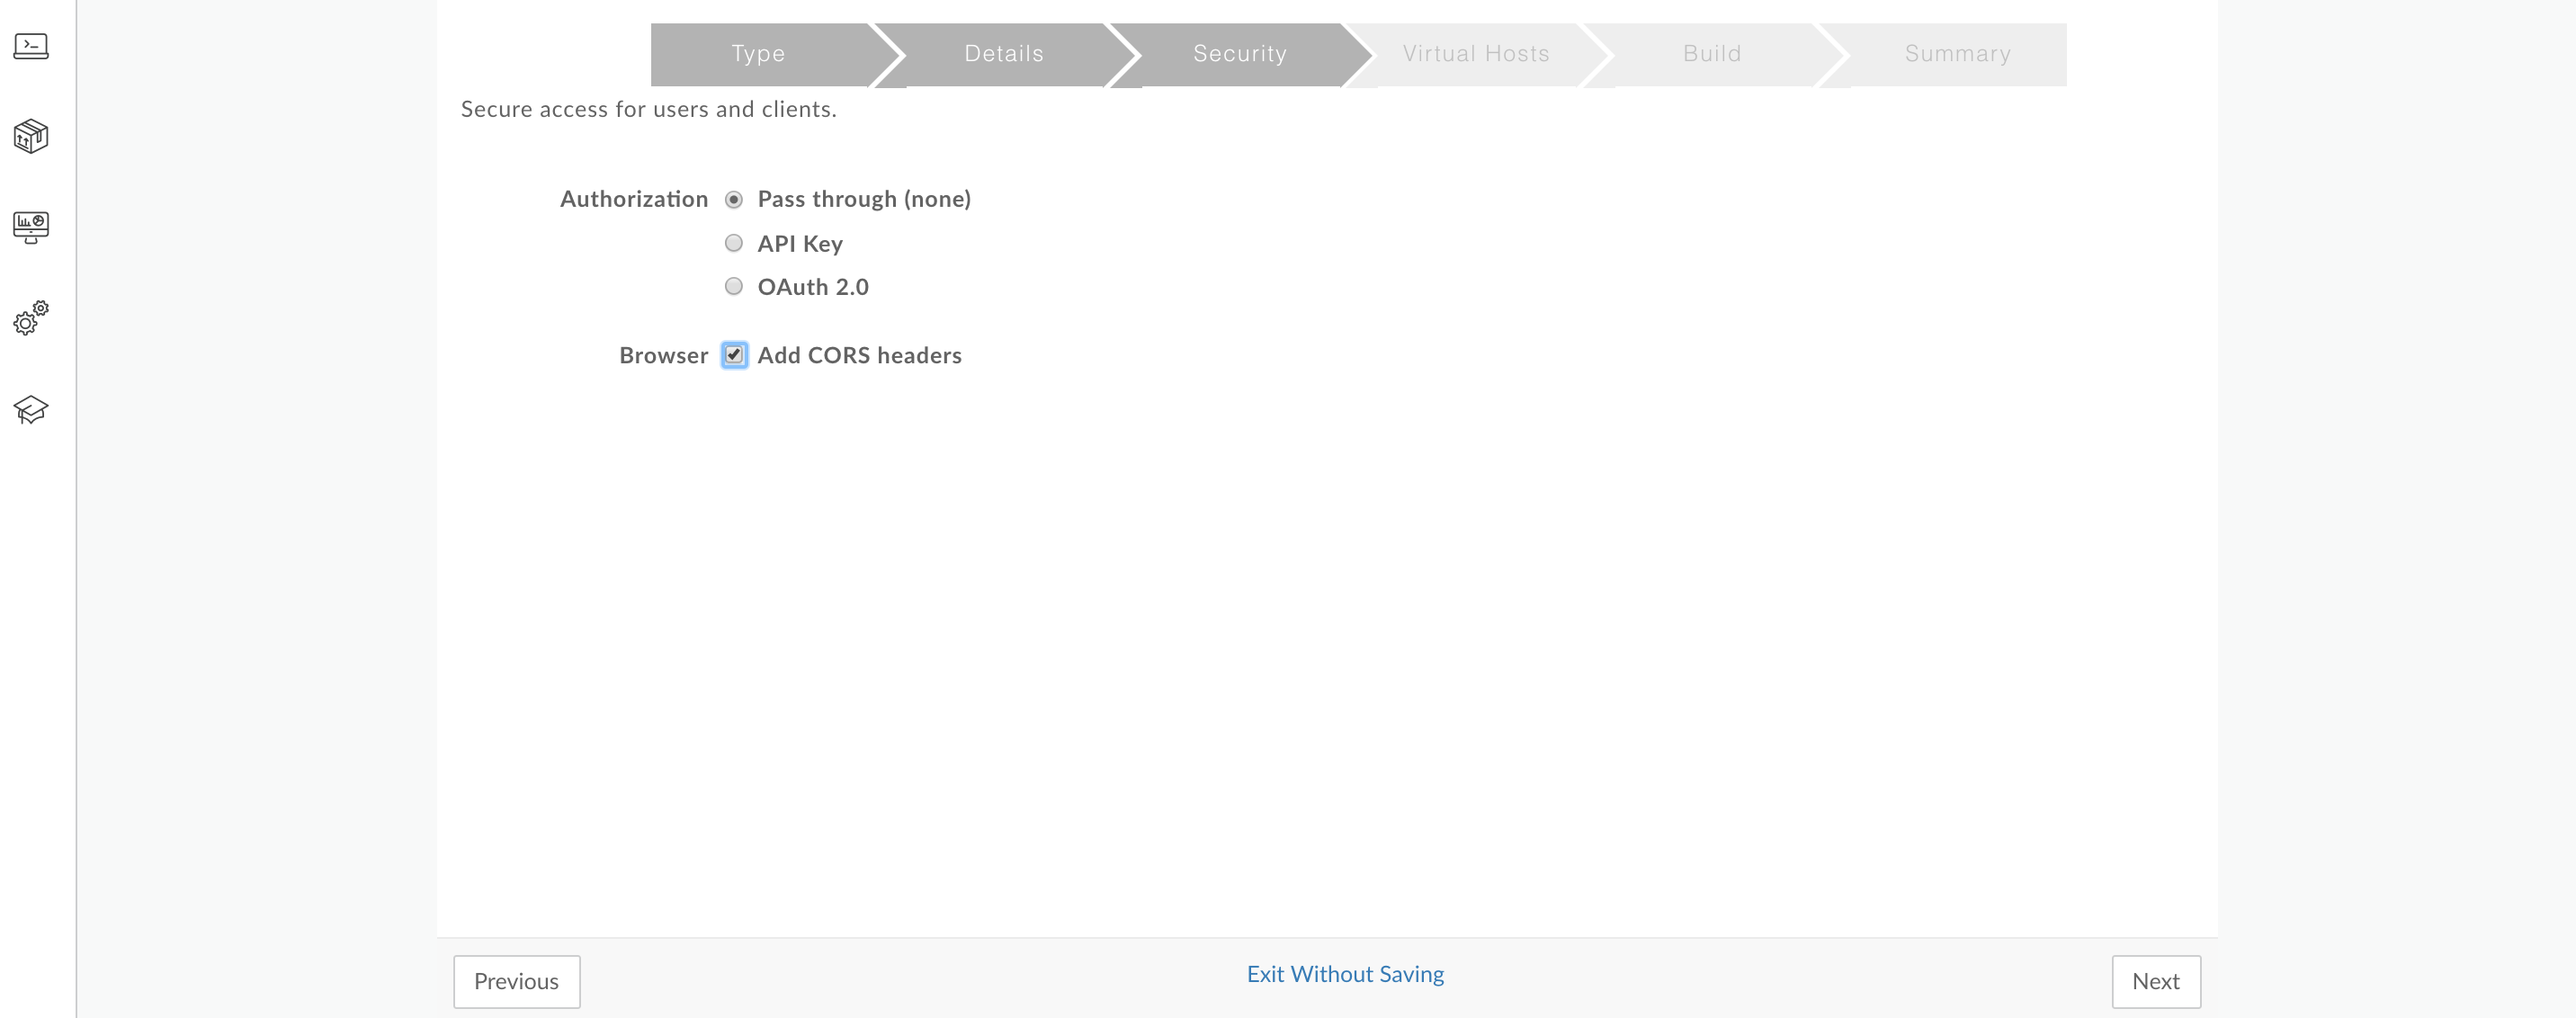 Type Details Security Virtual Hosts Build Summary
Secure access for users and clients.
Authorization Pass through (none)
API Key
OAuth 2.0
Browser Add CORS headers
Previous Exit Without Saving Next